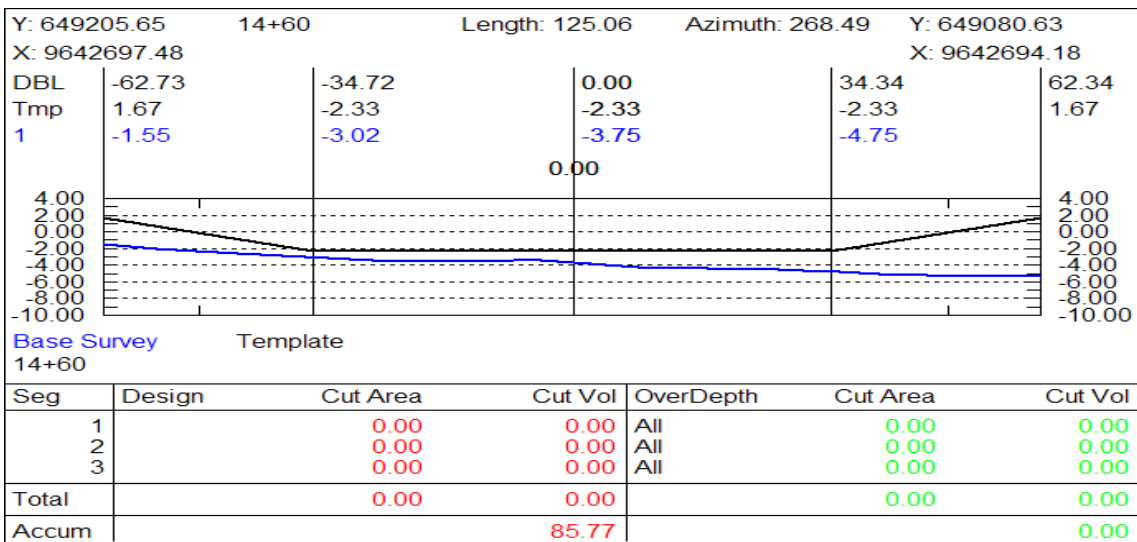 Y: 649205.65 14+60 Length: 125.06 Azimuth: 268.49 Y: 649080.63
X: 9642697.48 X: 9642694.18
DBL -62.73 -34.72 0.00 34.34 62.34
Tmp 1.67 -2.33 -2.33 -2.33 1.67
1 -1.55 -3.02 -3.75 -4.75
0.00
4.00 4.00
2.00 2.00
0.00 0.00
-2.00 -2.00
-4.00 -4.00
-6.00 -6.00
-8.00 -8.00
-10.00 -10.00
Base Survey Template
14+60
Seg Design Cut Area Cut Vol OverDepth Cut Area Cut Vol
1 0.00 0.00 All 0.00 0.00
2 0.00 0.00 All 0.00 0.00
3 0.00 0.00 All 0.00 0.00
Total 0.00 0.00 0.00 0.00
Accum 85.77 0.00